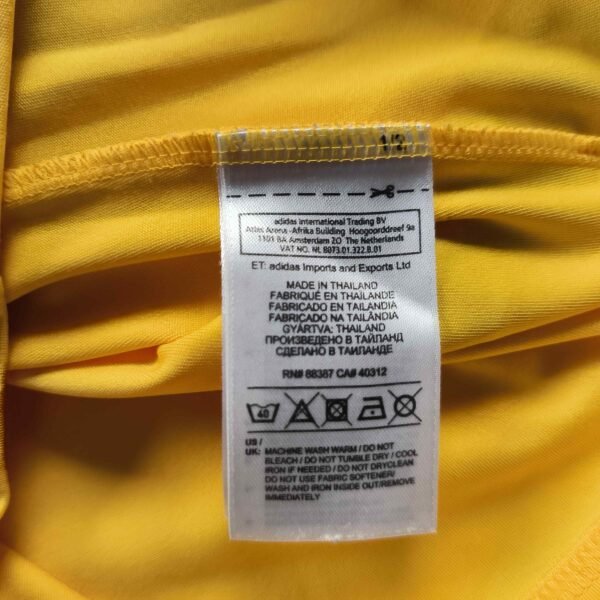 1/2
adidas International Trading BV
Atlas Arena -Afrika Building Hoogoorddreef 9a
1101 BA Amsterdam ZO The Netherlands
VAT NO. NL 8073.01.322.B.01
ET: adidas Imports and Exports Ltd
MADE IN THAILAND
FABRIQUÉ EN THAÏLANDE
FABRICADO EN TAILANDIA
FABRICADO NA TAILÂNDIA
GYÁRTVA: THAILAND
ПРОИЗВЕДЕНО В ТАЙЛАНД
СДЕЛАНО В ТАИЛАНДЕ
RN# 88387 CA# 40312
40
US /
UK: MACHINE WASH WARM / DO NOT
BLEACH / DO NOT TUMBLE DRY / COOL
IRON IF NEEDED / DO NOT DRYCLEAN
DO NOT USE FABRIC SOFTENER/
WASH AND IRON INSIDE OUT/REMOVE
IMMEDIATELY